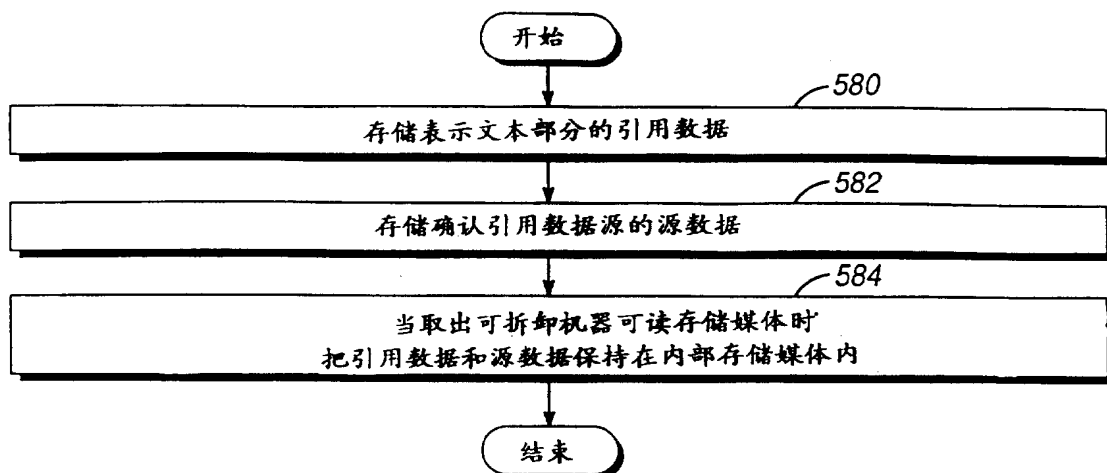 开始
580
存储表示文本部分的引用数据
582
存储确认引用数据源的源数据
584
当取出可拆卸机器可读存储媒体时
把引用数据和源数据保持在内部存储媒体内
结束